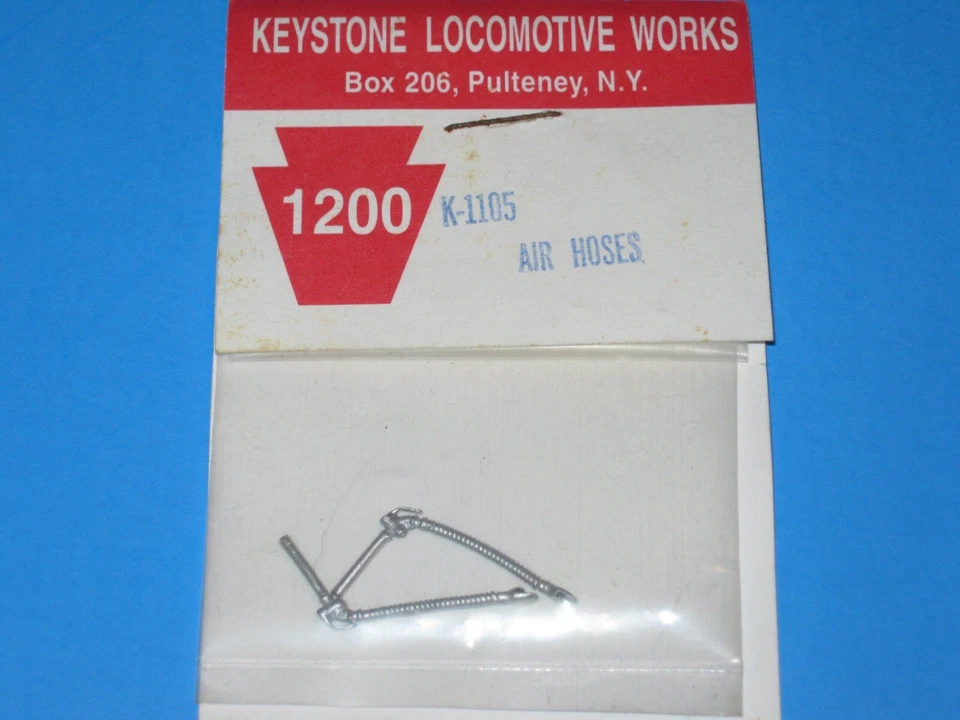 KEYSTONE LOCOMOTIVE WORKS
Box 206, Pulteney, N.Y.
1200
K-1105
AIR HOSES